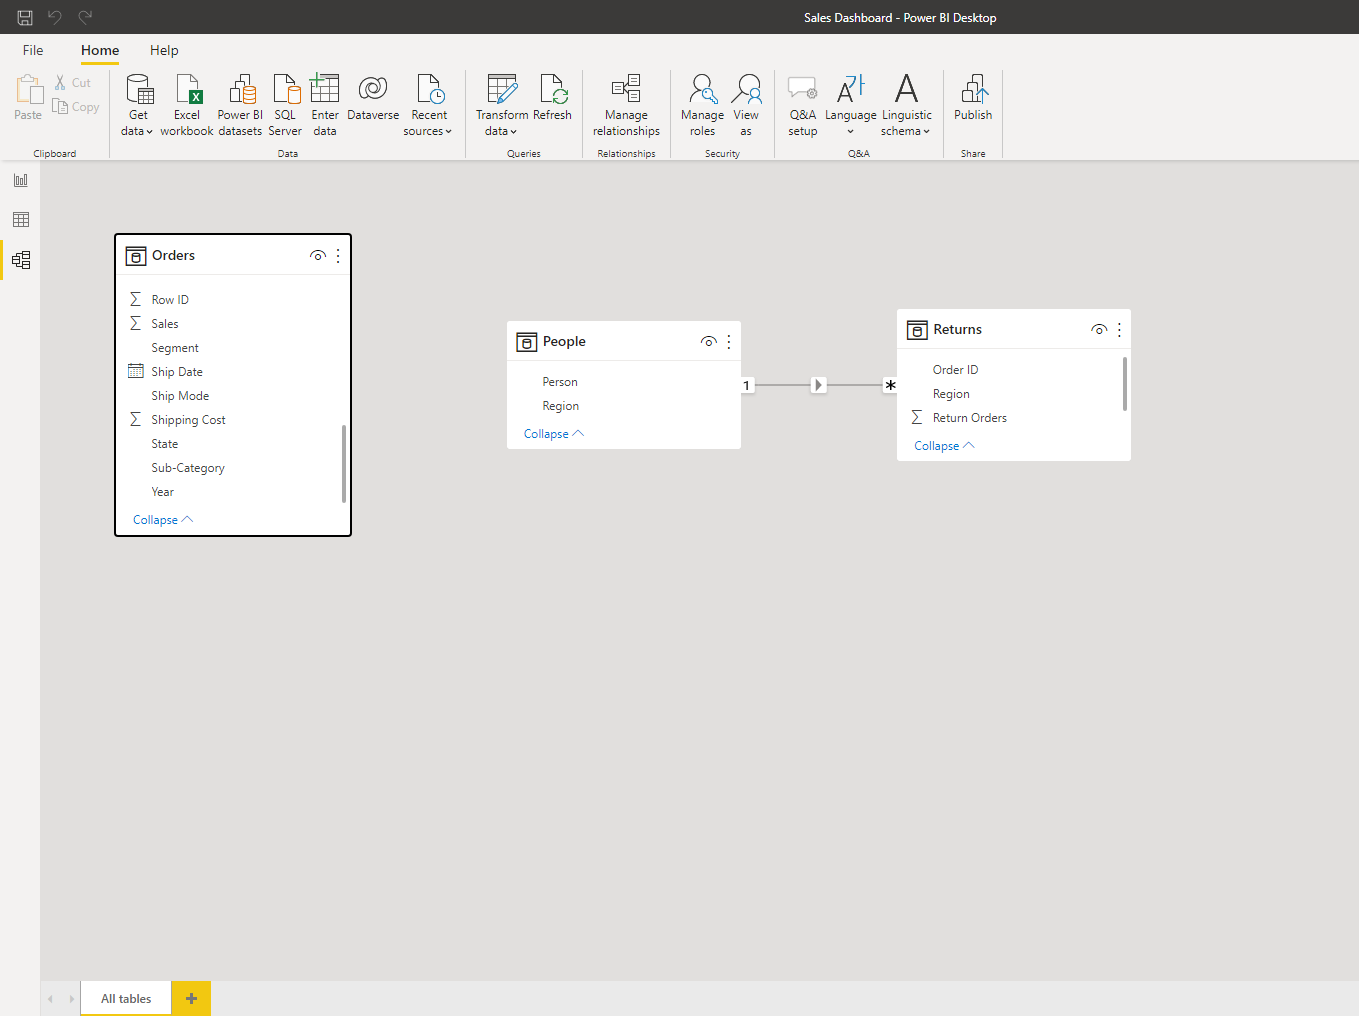 Sales Dashboard - Power BI Desktop
File Home Help
Paste
Cut
Copy
Get data
Excel workbook
Power BI datasets
SQL Server
Enter data
Dataverse
Recent sources
Transform data
Refresh
Manage relationships
Manage roles
View as
Q&A setup
Language
Linguistic schema
Publish
Clipboard
Data
Queries
Relationships
Security
Q&A
Share
Orders
Row ID
Sales
Segment
Ship Date
Ship Mode
Shipping Cost
State
Sub-Category
Year
Collapse
People
Person
Region
Collapse
1
*
Returns
Order ID
Region
Return Orders
Collapse
All tables
+